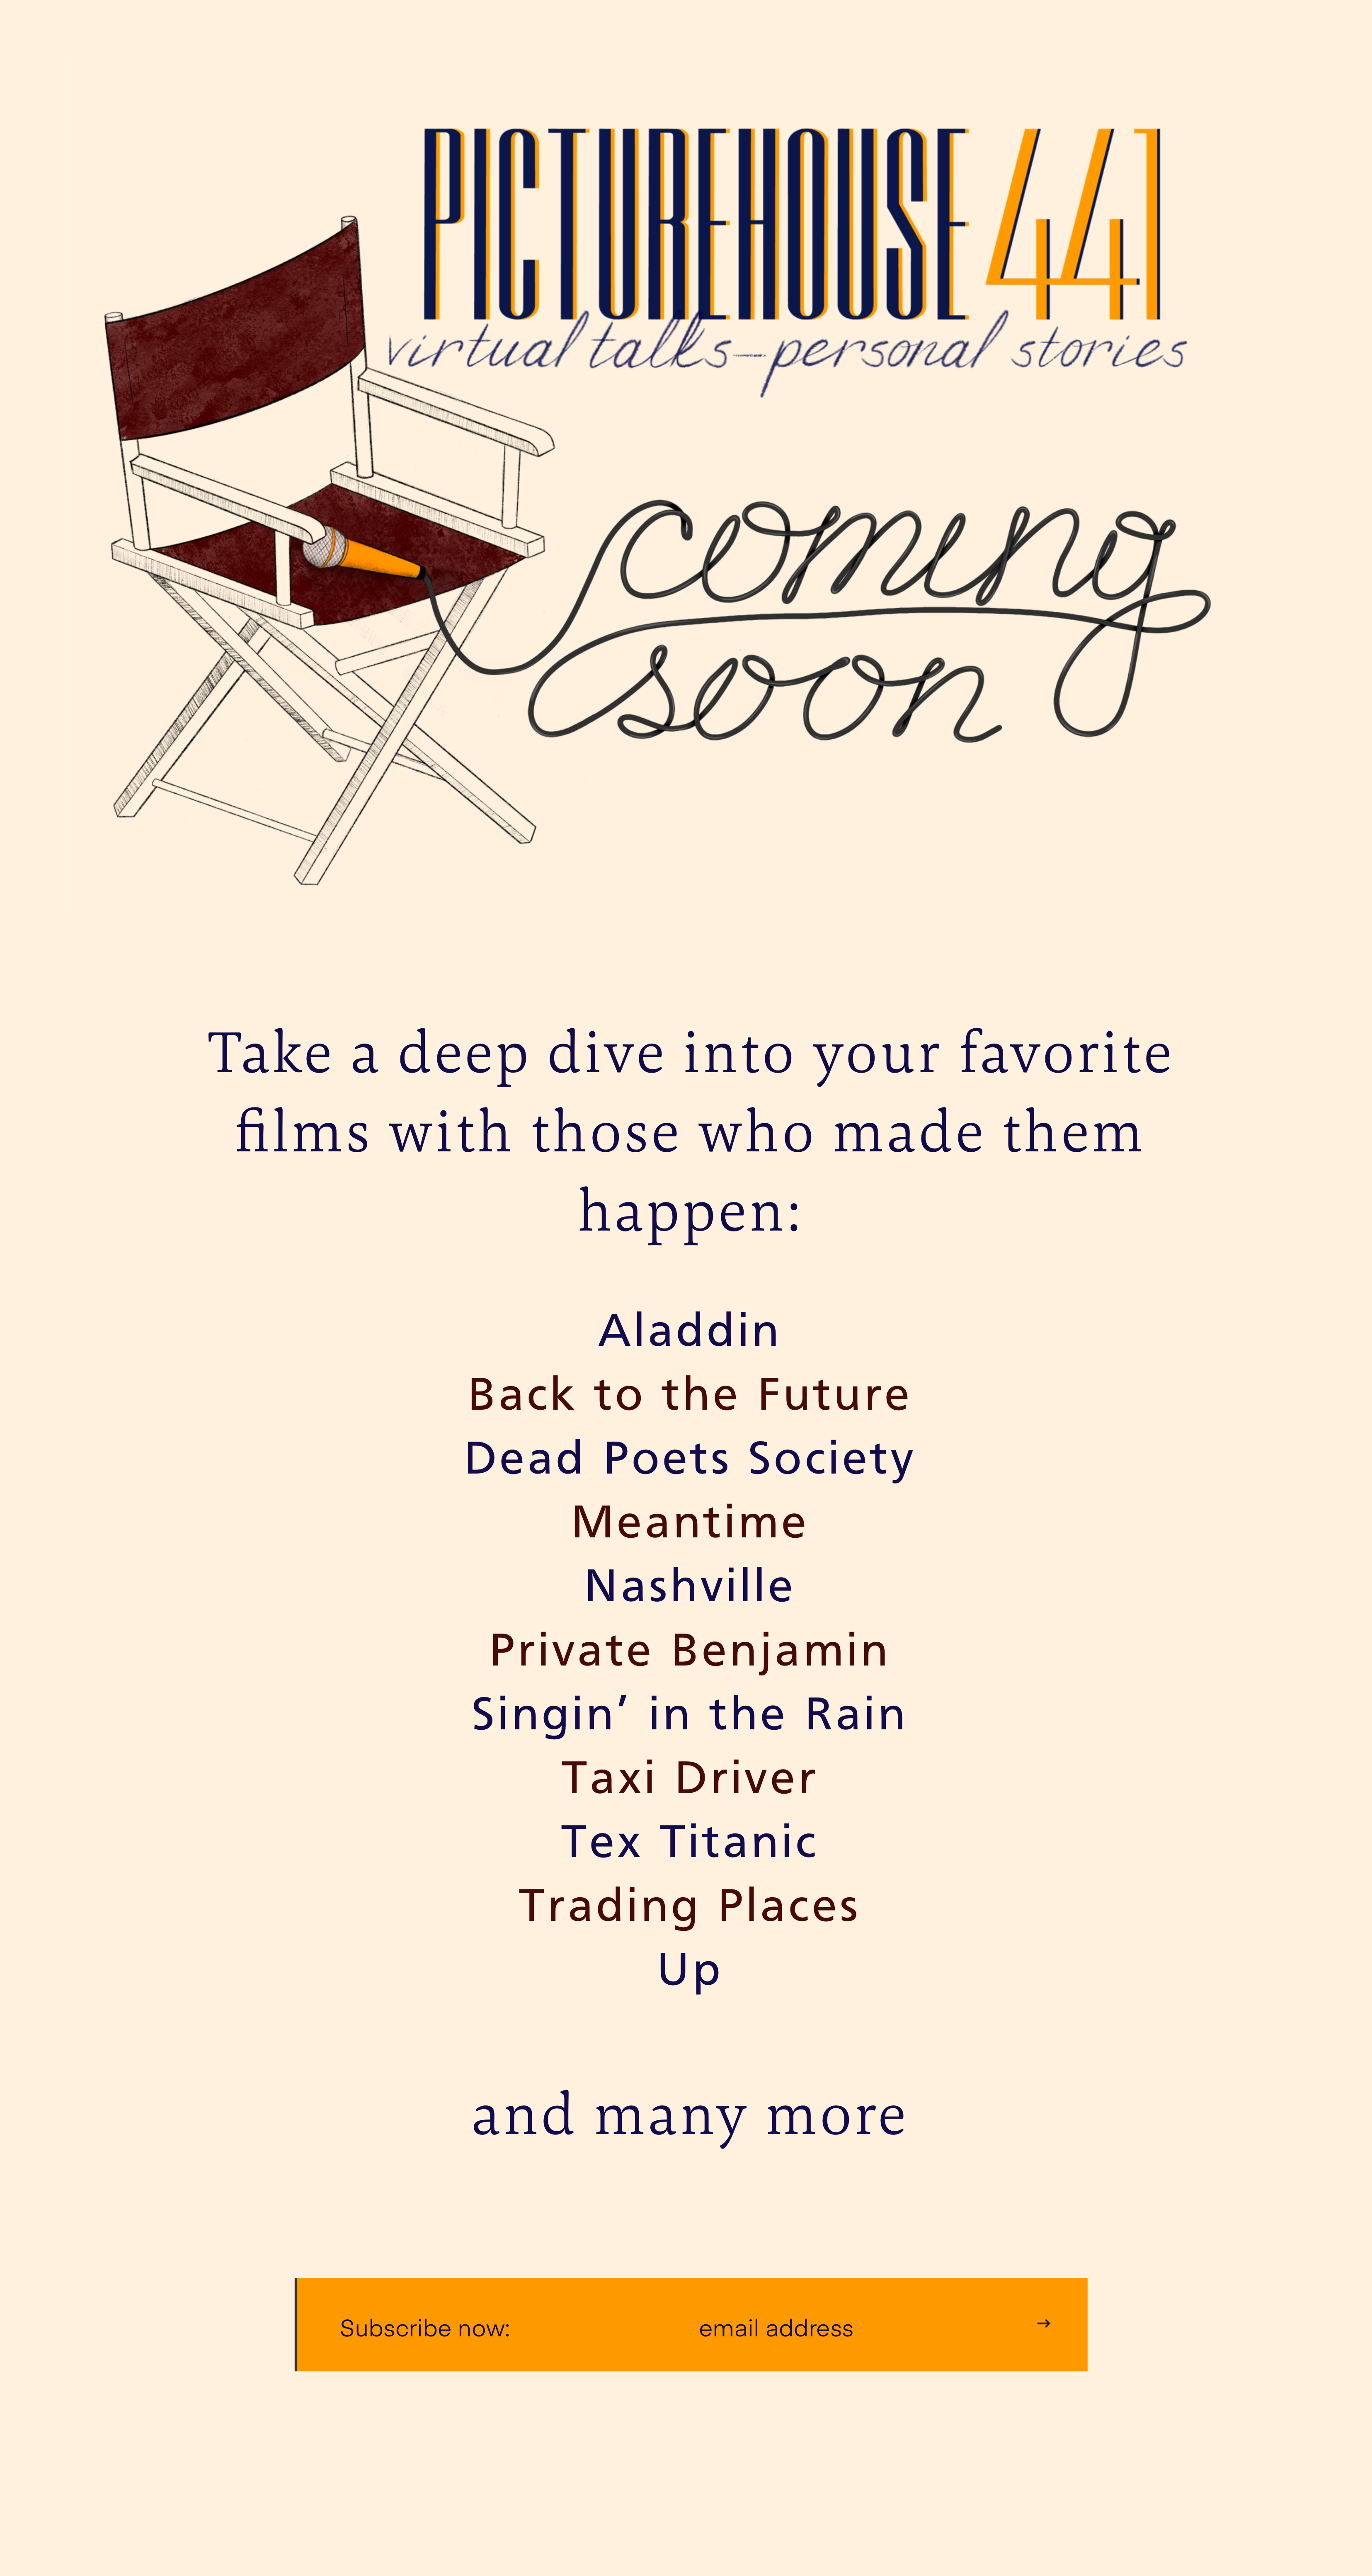 PICTUREHOUSE 441
virtual talks—personal stories
coming
soon
Take a deep dive into your favorite
films with those who made them
happen:
Aladdin
Back to the Future
Dead Poets Society
Meantime
Nashville
Private Benjamin
Singin’ in the Rain
Taxi Driver
Tex Titanic
Trading Places
Up
and many more
Subscribe now: email address →